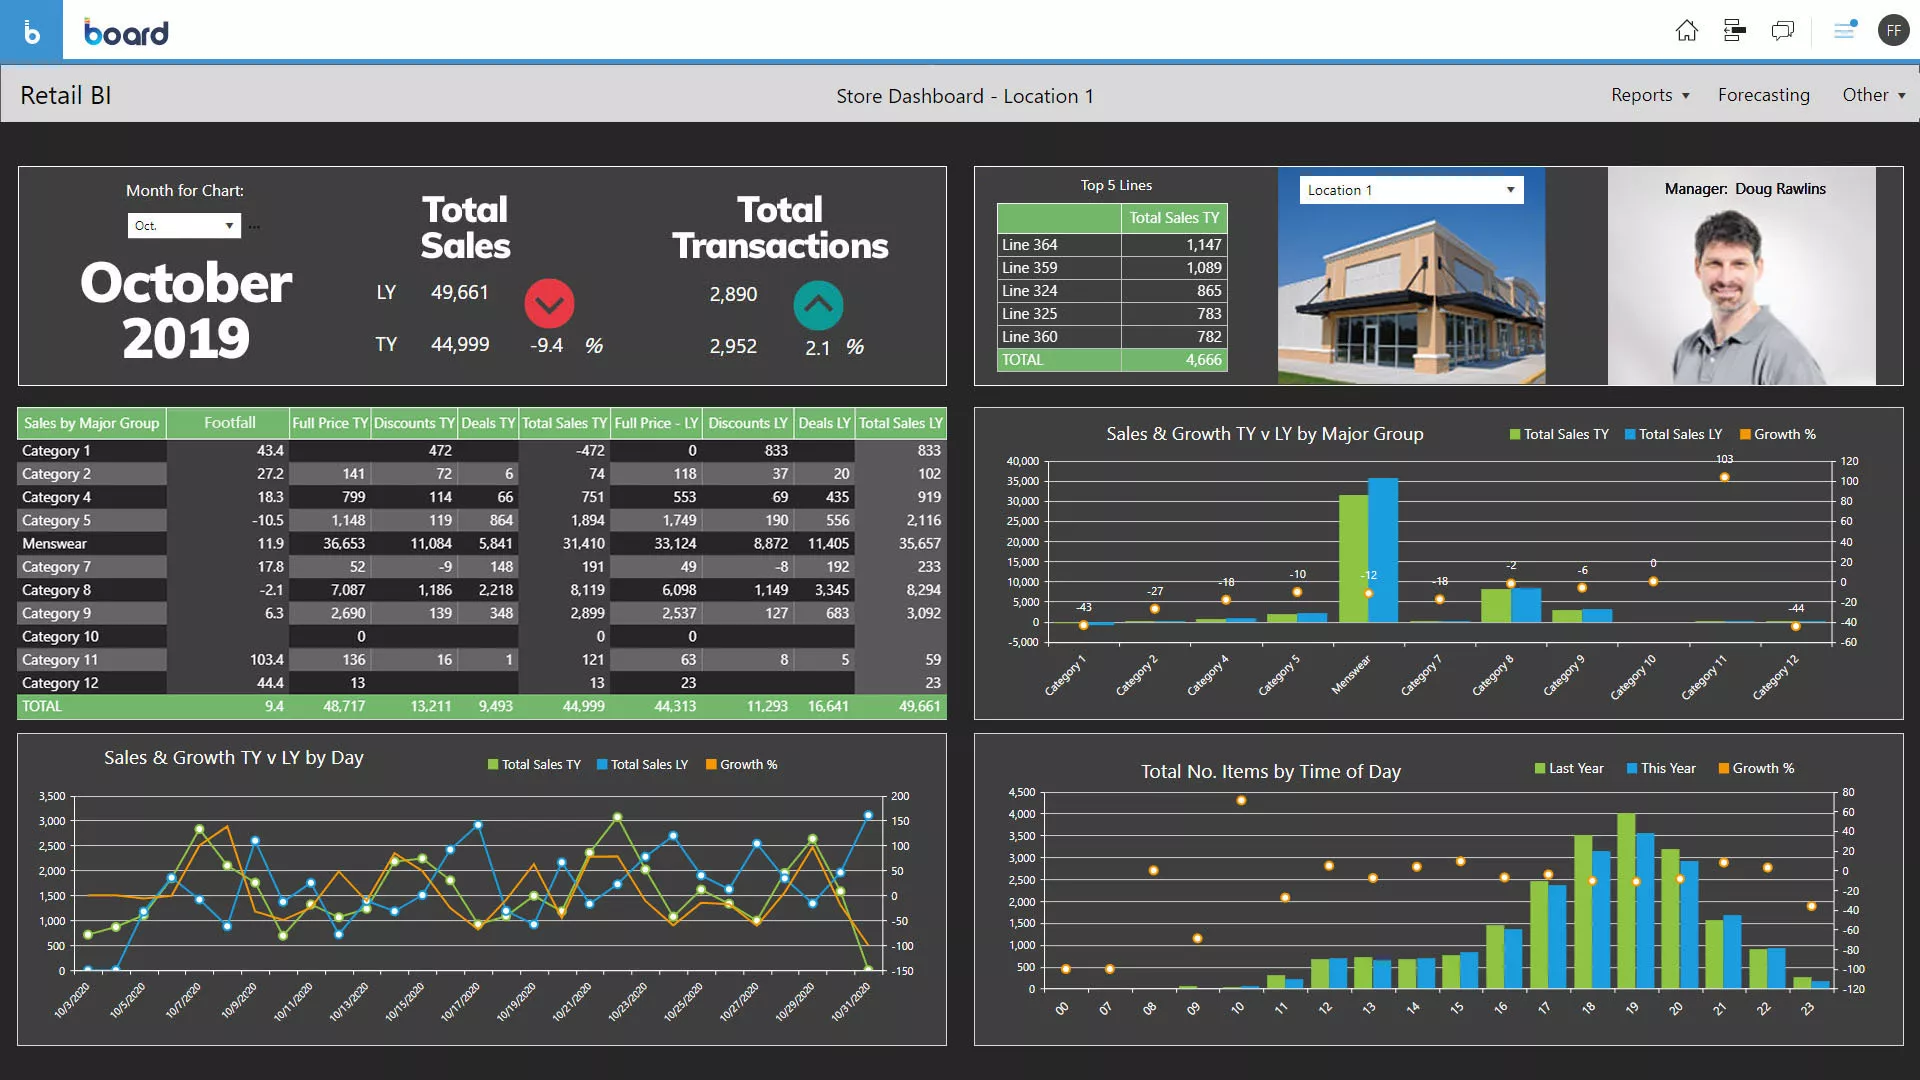 b board
FF
Retail BI
Store Dashboard - Location 1
Reports Forecasting Other
Month for Chart:
Oct. ...
October
2019
Total
Sales
LY 49,661
TY 44,999 -9.4 %
Total
Transactions
2,890
2,952 2.1 %
Top 5 Lines
Total Sales TY
Line 364 1,147
Line 359 1,089
Line 324 865
Line 325 783
Line 360 782
TOTAL 4,666
Location 1
Manager: Doug Rawlins
Sales by Major Group Footfall Full Price TY Discounts TY Deals TY Total Sales TY Full Price - LY Discounts LY Deals LY Total Sales LY
Category 1 43.4 472 -472 0 833 833
Category 2 27.2 141 72 6 74 118 37 20 102
Category 4 18.3 799 114 66 751 553 69 435 919
Category 5 -10.5 1,148 119 864 1,894 1,749 190 556 2,116
Menswear 11.9 36,653 11,084 5,841 31,410 33,124 8,872 11,405 35,657
Category 7 17.8 52 -9 148 191 49 -8 192 233
Category 8 -2.1 7,087 1,186 2,218 8,119 6,098 1,149 3,345 8,294
Category 9 6.3 2,690 139 348 2,899 2,537 127 683 3,092
Category 10 0 0 0
Category 11 103.4 136 16 1 121 63 8 5 59
Category 12 44.4 13 13 23 23
TOTAL 9.4 48,717 13,211 9,493 44,999 44,313 11,293 16,641 49,661
Sales & Growth TY v LY by Major Group
Total Sales TY Total Sales LY Growth %
40,000
35,000
30,000
25,000
20,000
15,000
10,000
5,000
0
-5,000
-43 -27 -18 -10 -12 -18 -2 -6 0 103 -44
120
100
80
60
40
20
0
-20
-40
-60
Category 1 Category 2 Category 4 Category 5 Menswear Category 7 Category 8 Category 9 Category 10 Category 11 Category 12
Sales & Growth TY v LY by Day
Total Sales TY Total Sales LY Growth %
3,500
3,000
2,500
2,000
1,500
1,000
500
0
200
150
100
50
0
-50
-100
-150
10/3/2020 10/5/2020 10/7/2020 10/9/2020 10/11/2020 10/13/2020 10/15/2020 10/17/2020 10/19/2020 10/21/2020 10/23/2020 10/25/2020 10/27/2020 10/29/2020 10/31/2020
Total No. Items by Time of Day
Last Year This Year Growth %
4,500
4,000
3,500
3,000
2,500
2,000
1,500
1,000
500
0
80
60
40
20
0
-20
-40
-60
-80
-100
-120
00 07 08 09 10 11 12 13 14 15 16 17 18 19 20 21 22 23